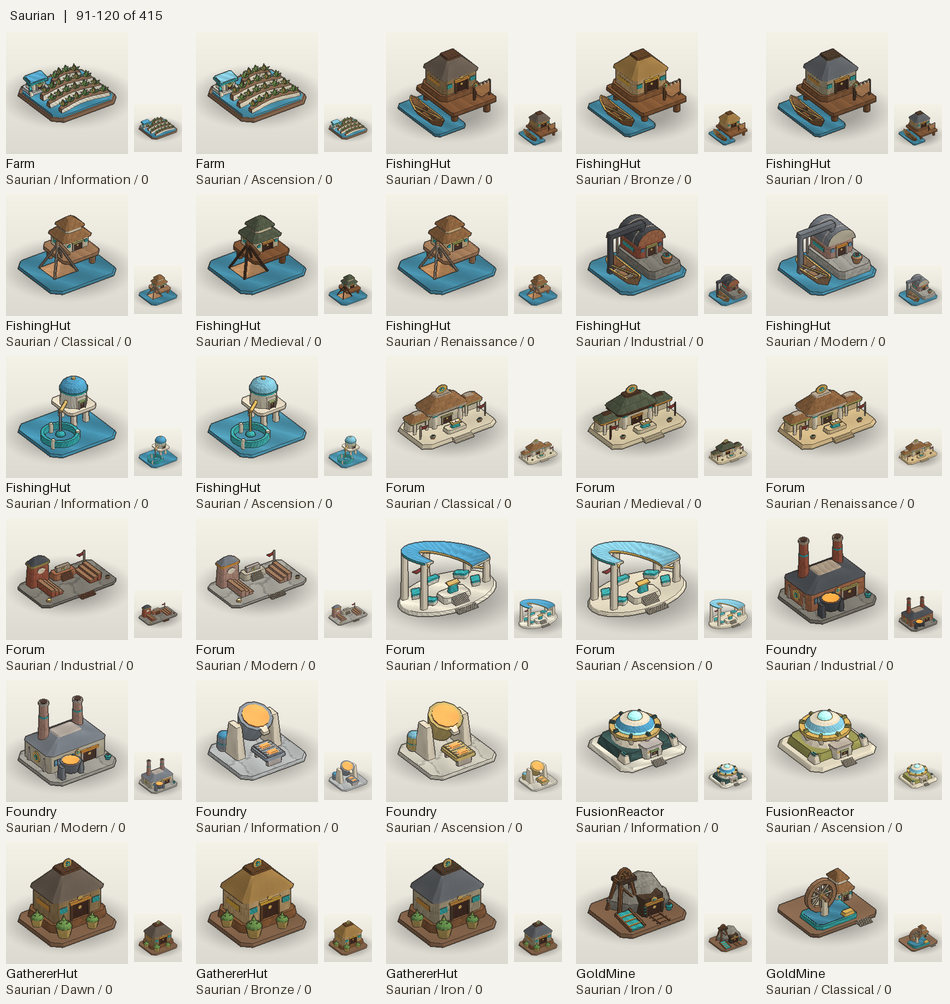 Saurian | 91-120 of 415
Farm
Saurian / Information / 0
Farm
Saurian / Ascension / 0
FishingHut
Saurian / Dawn / 0
FishingHut
Saurian / Bronze / 0
FishingHut
Saurian / Iron / 0
FishingHut
Saurian / Classical / 0
FishingHut
Saurian / Medieval / 0
FishingHut
Saurian / Renaissance / 0
FishingHut
Saurian / Industrial / 0
FishingHut
Saurian / Modern / 0
FishingHut
Saurian / Information / 0
FishingHut
Saurian / Ascension / 0
Forum
Saurian / Classical / 0
Forum
Saurian / Medieval / 0
Forum
Saurian / Renaissance / 0
Forum
Saurian / Industrial / 0
Forum
Saurian / Modern / 0
Forum
Saurian / Information / 0
Forum
Saurian / Ascension / 0
Foundry
Saurian / Industrial / 0
Foundry
Saurian / Modern / 0
Foundry
Saurian / Information / 0
Foundry
Saurian / Ascension / 0
FusionReactor
Saurian / Information / 0
FusionReactor
Saurian / Ascension / 0
GathererHut
Saurian / Dawn / 0
GathererHut
Saurian / Bronze / 0
GathererHut
Saurian / Iron / 0
GoldMine
Saurian / Iron / 0
GoldMine
Saurian / Classical / 0